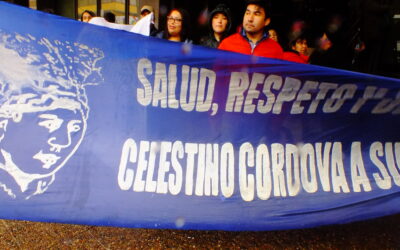 SALUD, RESPETO Y
CELESTINO CORDOVA A SU